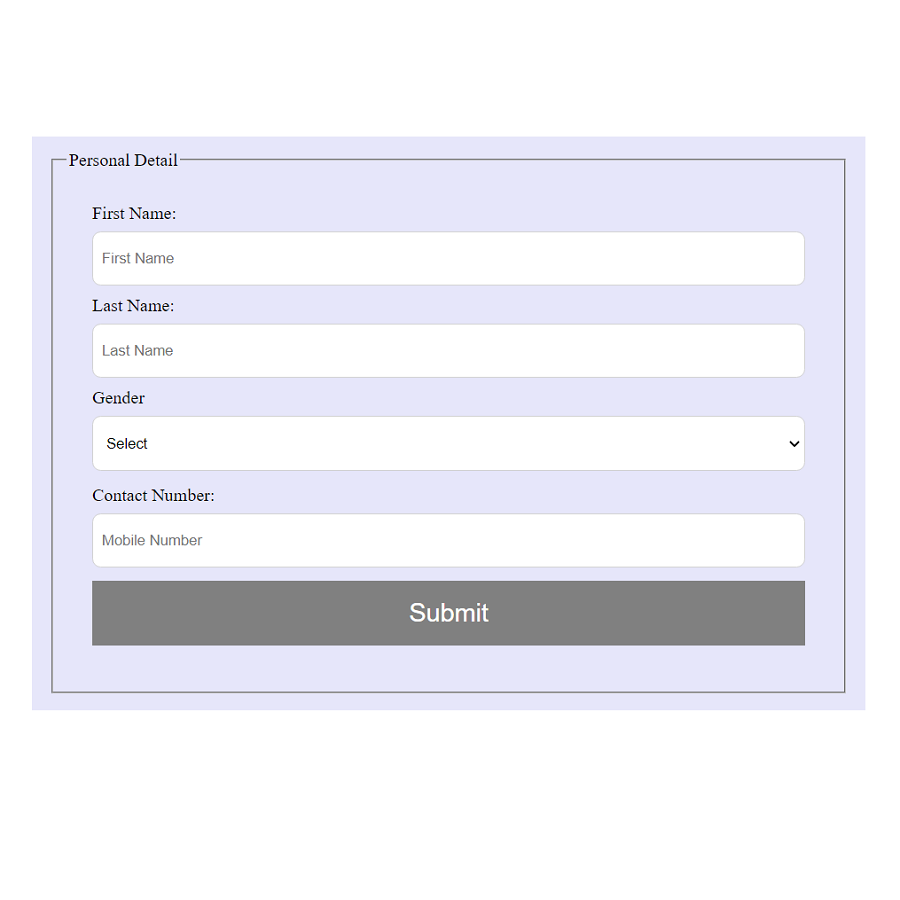 Personal Detail
First Name:
First Name
Last Name:
Last Name
Gender
Select
Contact Number:
Mobile Number
Submit